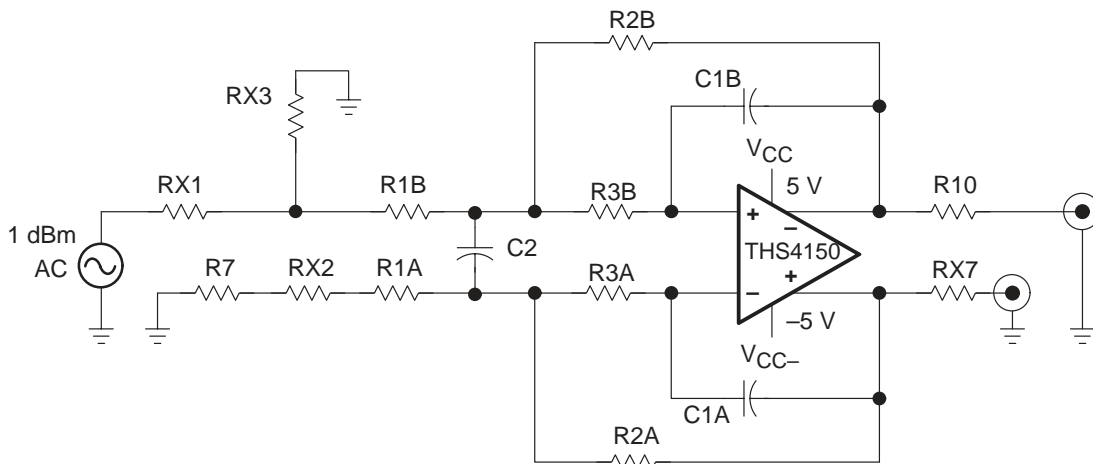 R2B
C1B
RX3
VCC
5 V
RX1
R1B
R3B
R10
+
–
1 dBm
AC
C2
THS4150
R7
RX2
R1A
R3A
+
–
RX7
–5 V
VCC–
C1A
R2A